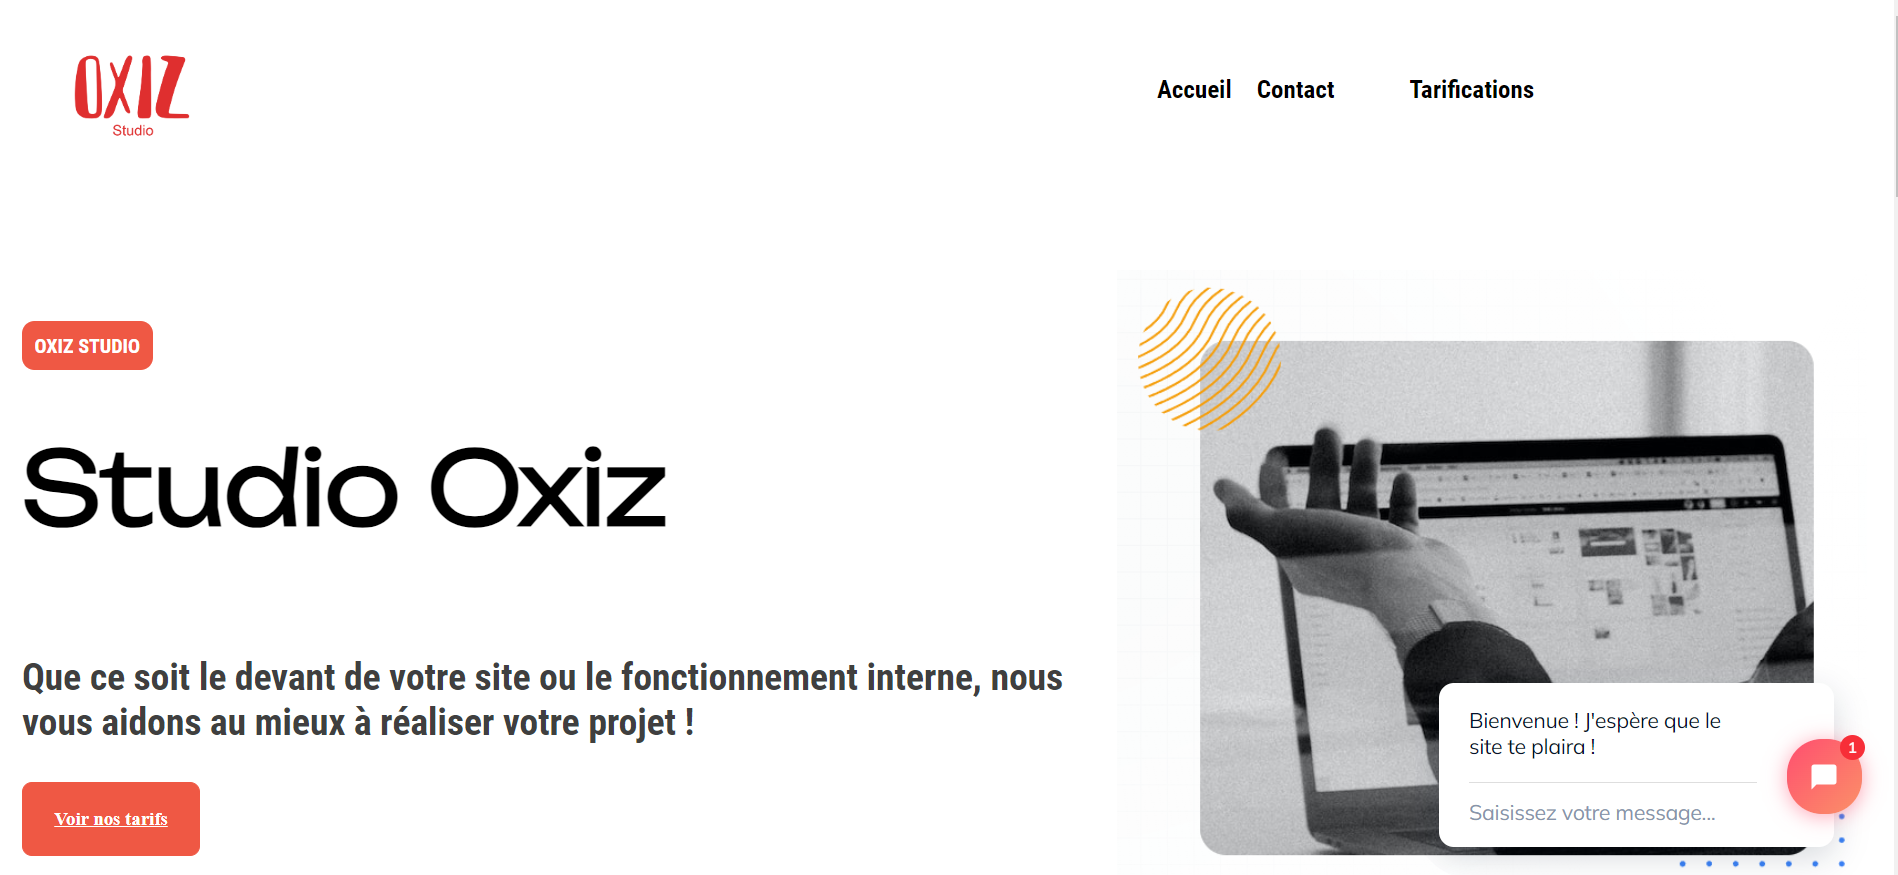 OXIZ
Studio
Accueil Contact Tarifications
OXIZ STUDIO
Studio Oxiz
Que ce soit le devant de votre site ou le fonctionnement interne, nous
vous aidons au mieux à réaliser votre projet !
Voir nos tarifs
Bienvenue ! J'espère que le
site te plaira !
1
Saisissez votre message...